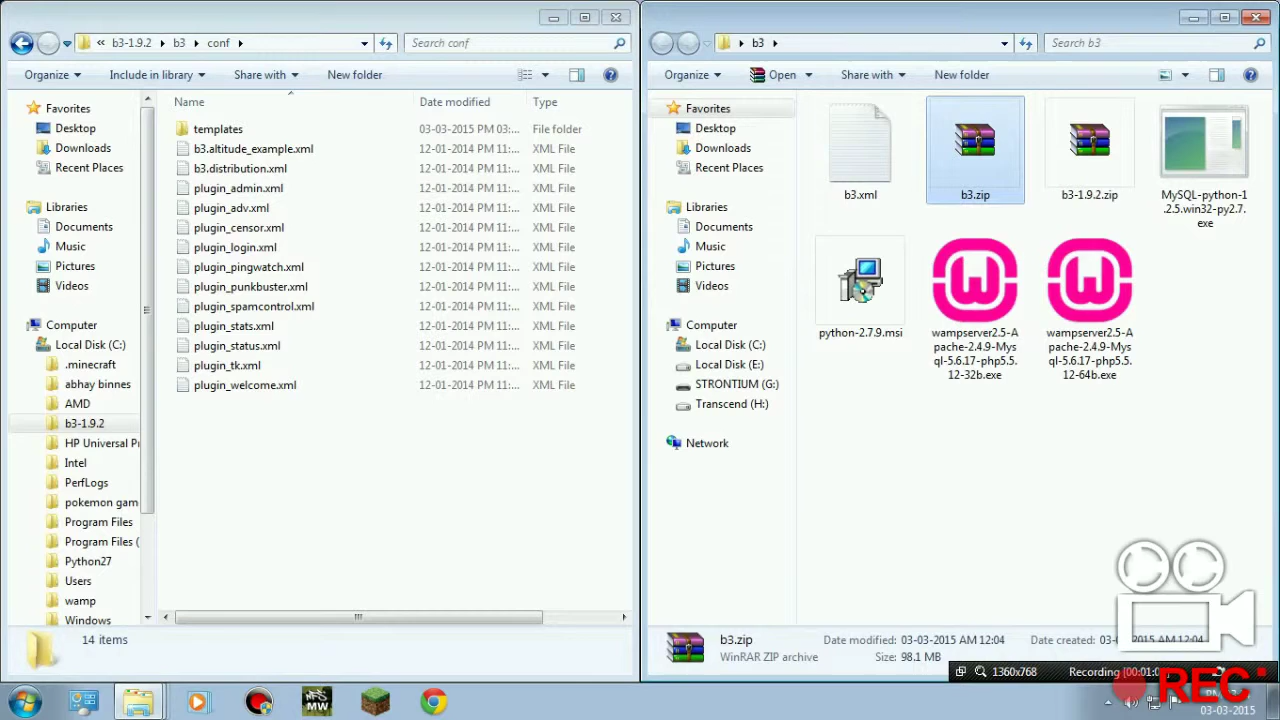 b3-1.9.2
b3
conf
Search conf
Organize
Include in library
Share with
New folder
Favorites
Desktop
Downloads
Recent Places
Libraries
Documents
Music
Pictures
Videos
Computer
Local Disk (C:)
.minecraft
abhay binnes
AMD
b3-1.9.2
HP Universal Pr
Intel
PerfLogs
pokemon gam
Program Files
Program Files (
Python27
Users
wamp
Windows
Name
Date modified
Type
templates 03-03-2015 PM 03:... File folder
b3.altitude_example.xml 12-01-2014 PM 11:... XML File
b3.distribution.xml 12-01-2014 PM 11:... XML File
plugin_admin.xml 12-01-2014 PM 11:... XML File
plugin_adv.xml 12-01-2014 PM 11:... XML File
plugin_censor.xml 12-01-2014 PM 11:... XML File
plugin_login.xml 12-01-2014 PM 11:... XML File
plugin_pingwatch.xml 12-01-2014 PM 11:... XML File
plugin_punkbuster.xml 12-01-2014 PM 11:... XML File
plugin_spamcontrol.xml 12-01-2014 PM 11:... XML File
plugin_stats.xml 12-01-2014 PM 11:... XML File
plugin_status.xml 12-01-2014 PM 11:... XML File
plugin_tk.xml 12-01-2014 PM 11:... XML File
plugin_welcome.xml 12-01-2014 PM 11:... XML File
14 items
b3
Search b3
Organize
Open
Share with
New folder
Favorites
Desktop
Downloads
Recent Places
Libraries
Documents
Music
Pictures
Videos
Computer
Local Disk (C:)
Local Disk (E:)
STRONTIUM (G:)
Transcend (H:)
Network
b3.xml
b3.zip
b3-1.9.2.zip
MySQL-python-1
.2.5.win32-py2.7.
exe
python-2.7.9.msi
wampserver2.5-A
pache-2.4.9-Mys
ql-5.6.17-php5.5.
12-32b.exe
wampserver2.5-A
pache-2.4.9-Mys
ql-5.6.17-php5.5.
12-64b.exe
b3.zip
WinRAR ZIP archive
Date modified: 03-03-2015 AM 12:04
Size: 98.1 MB
Date created: AM 12:04
1360x768
Recording [00:01:0
REC
MW
03-03-2015